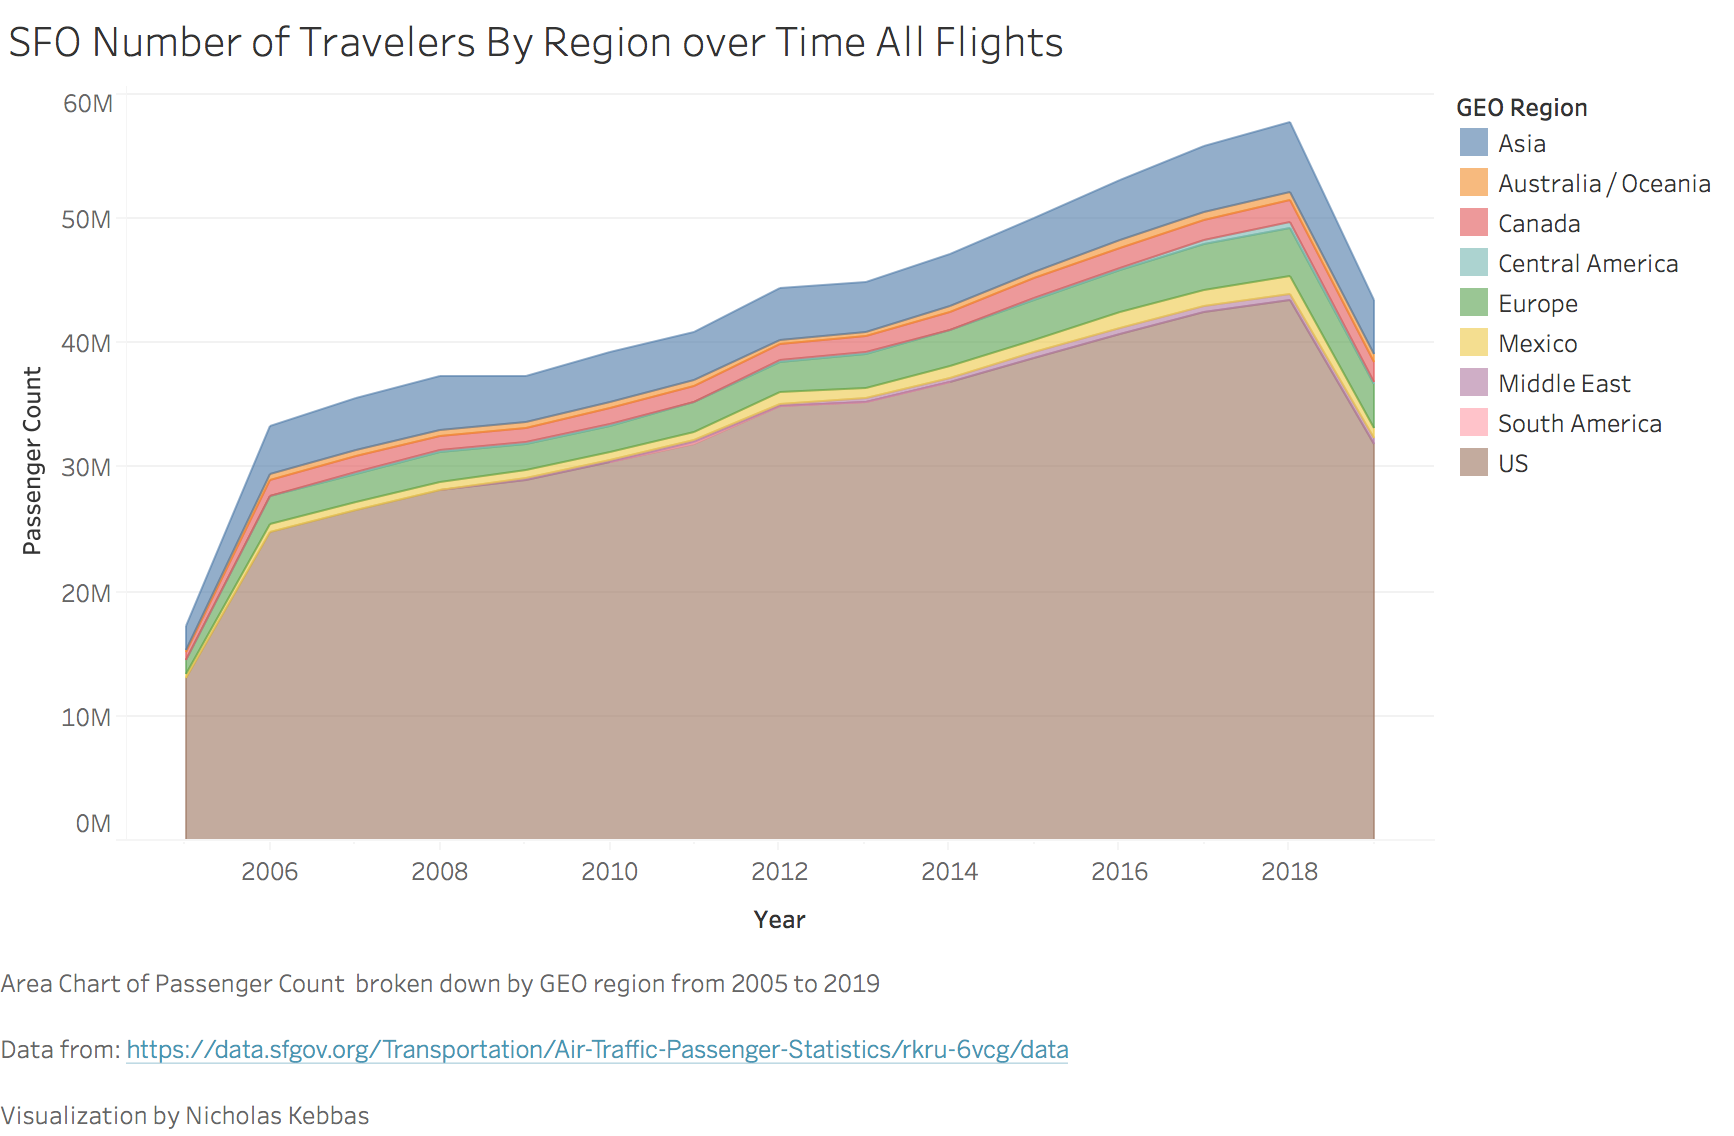 SFO Number of Travelers By Region over Time All Flights
60M
50M
40M
30M
20M
10M
0M
Passenger Count
2006 2008 2010 2012 2014 2016 2018
Year
GEO Region
Asia
Australia / Oceania
Canada
Central America
Europe
Mexico
Middle East
South America
US
Area Chart of Passenger Count broken down by GEO region from 2005 to 2019
Data from: https://data.sfgov.org/Transportation/Air-Traffic-Passenger-Statistics/rkru-6vcg/data
Visualization by Nicholas Kebbas